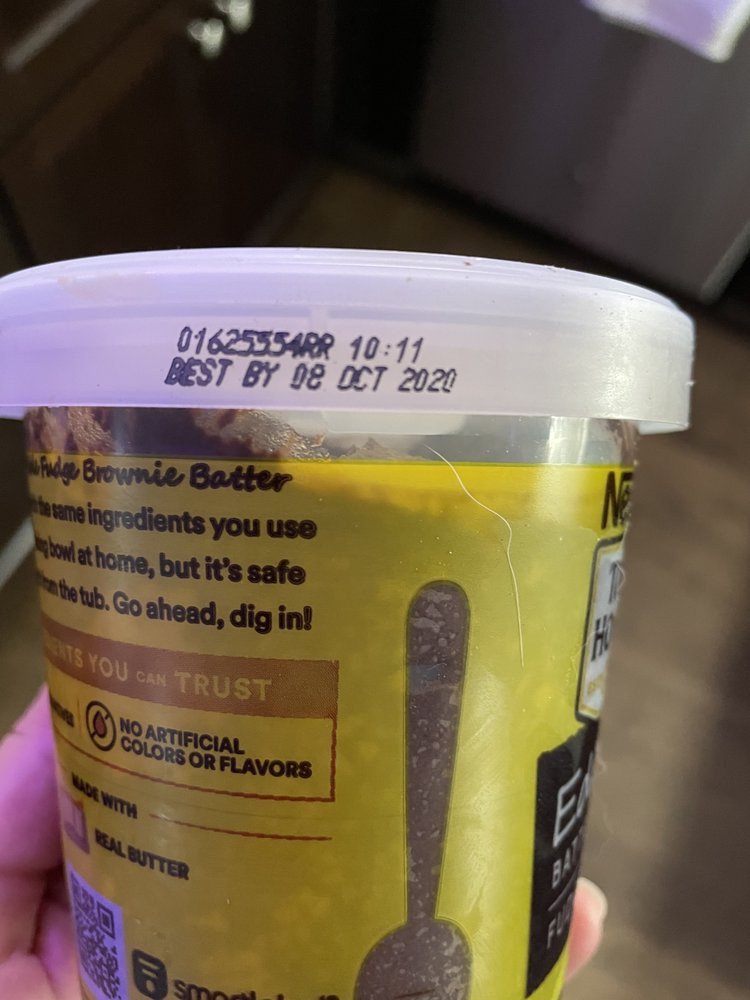 01625554RR 10:11
BEST BY 08 OCT 2020
Fudge Brownie Batter
the same ingredients you use
bowl at home, but it's safe
from the tub. Go ahead, dig in!
YOU CAN TRUST
NO ARTIFICIAL
COLORS OR FLAVORS
MADE WITH
REAL BUTTER